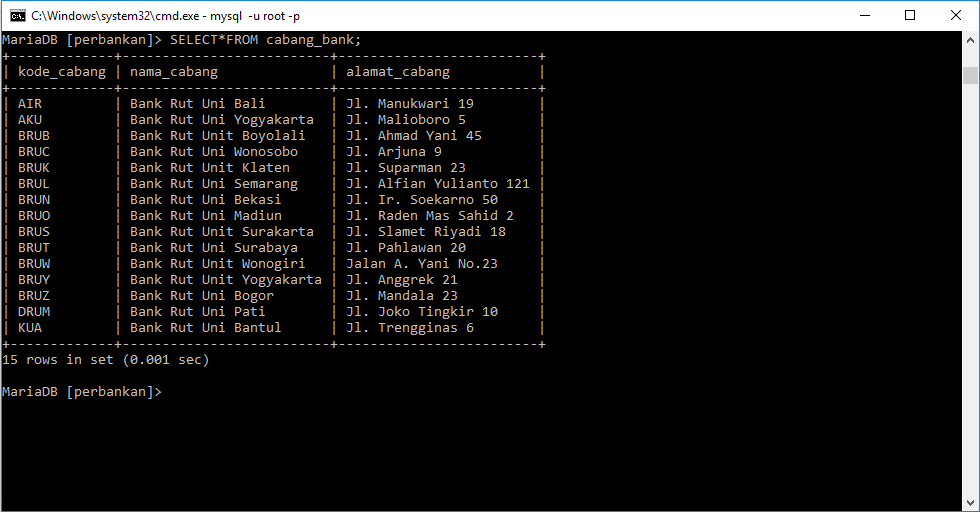 C:\Windows\system32\cmd.exe - mysql  -u root -p
MariaDB [perbankan]> SELECT*FROM cabang_bank;
+-------------+--------------------------+-------------------------+
| kode_cabang | nama_cabang              | alamat_cabang           |
+-------------+--------------------------+-------------------------+
| AIR         | Bank Rut Uni Bali        | Jl. Manukwari 19        |
| AKU         | Bank Rut Uni Yogyakarta  | Jl. Malioboro 5         |
| BRUB        | Bank Rut Unit Boyolali   | Jl. Ahmad Yani 45       |
| BRUC        | Bank Rut Uni Wonosobo    | Jl. Arjuna 9            |
| BRUK        | Bank Rut Unit Klaten     | Jl. Suparman 23         |
| BRUL        | Bank Rut Uni Semarang    | Jl. Alfian Yulianto 121 |
| BRUN        | Bank Rut Uni Bekasi      | Jl. Ir. Soekarno 50     |
| BRUO        | Bank Rut Uni Madiun      | Jl. Raden Mas Sahid 2   |
| BRUS        | Bank Rut Unit Surakarta  | Jl. Slamet Riyadi 18    |
| BRUT        | Bank Rut Uni Surabaya    | Jl. Pahlawan 20         |
| BRUW        | Bank Rut Unit Wonogiri   | Jalan A. Yani No.23     |
| BRUY        | Bank Rut Unit Yogyakarta | Jl. Anggrek 21          |
| BRUZ        | Bank Rut Uni Bogor       | Jl. Mandala 23          |
| DRUM        | Bank Rut Uni Pati        | Jl. Joko Tingkir 10     |
| KUA         | Bank Rut Uni Bantul      | Jl. Trengginas 6        |
+-------------+--------------------------+-------------------------+
15 rows in set (0.001 sec)
MariaDB [perbankan]>